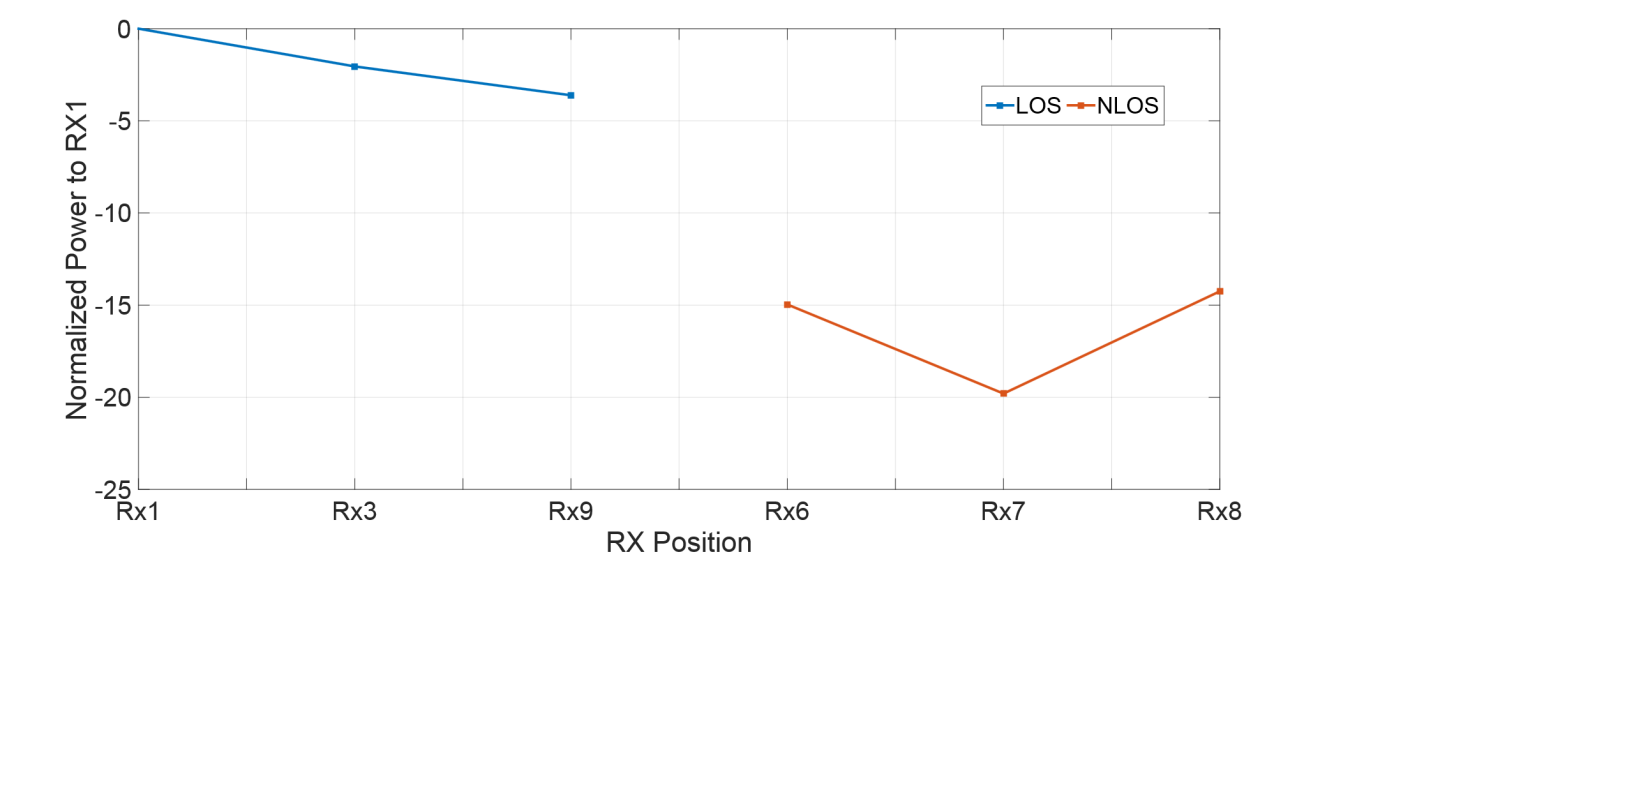 0
-5
-10
-15
-20
-25
Normalized Power to RX1
LOS NLOS
Rx1 Rx3 Rx9 Rx6 Rx7 Rx8
RX Position